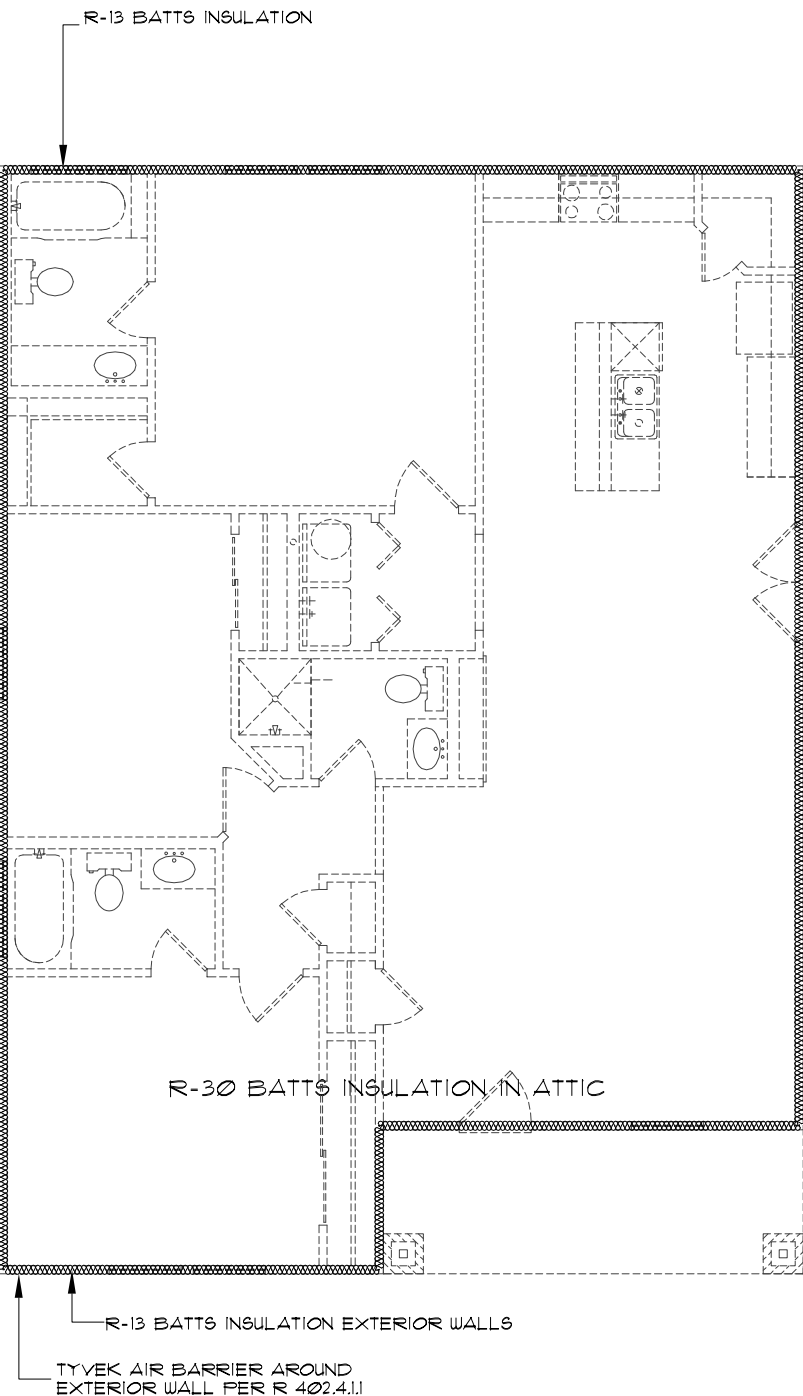 R-13 BATTS INSULATION
R-30 BATTS INSULATION IN ATTIC
R-13 BATTS INSULATION EXTERIOR WALLS
TYVEK AIR BARRIER AROUND
EXTERIOR WALL PER R 402.4.1.1